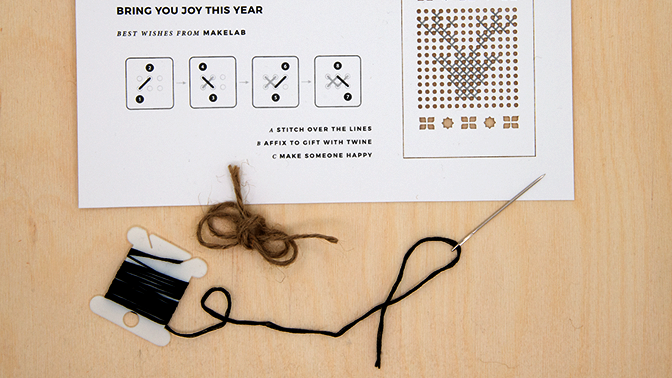 BRING YOU JOY THIS YEAR
BEST WISHES FROM MAKELAB
2
1
4
3
6
5
8
7
A STITCH OVER THE LINES
B AFFIX TO GIFT WITH TWINE
C MAKE SOMEONE HAPPY